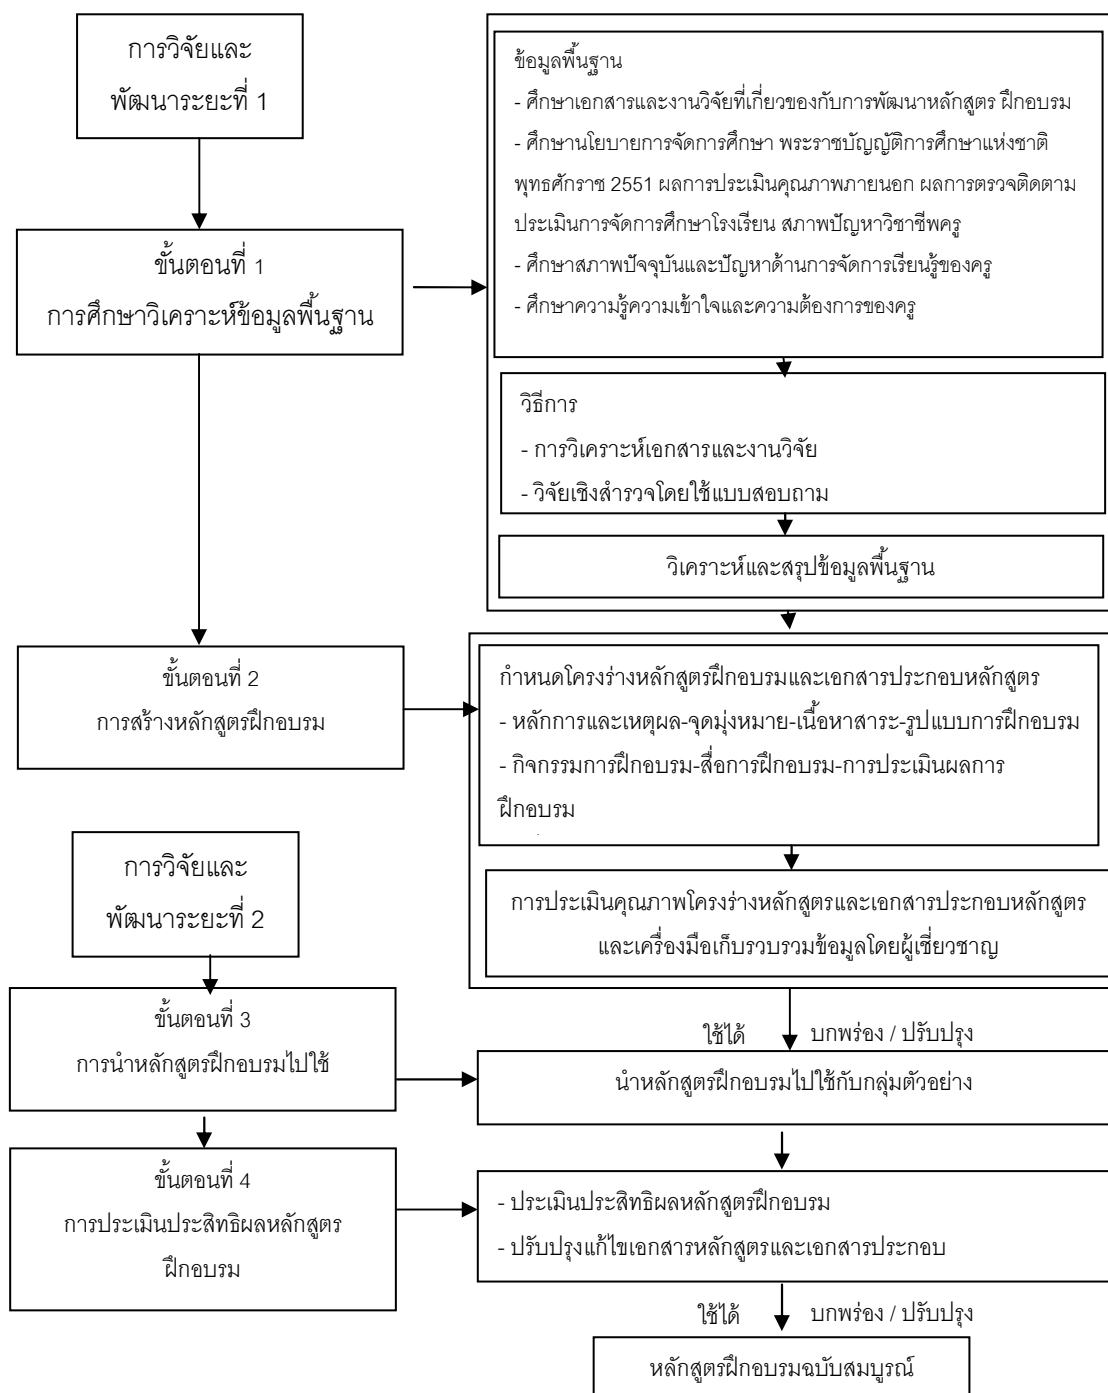 การวิจัยและ
พัฒนาระยะที่ 1
ขั้นตอนที่ 1
การศึกษาวิเคราะห์ข้อมูลพื้นฐาน
ข้อมูลพื้นฐาน
- ศึกษาเอกสารและงานวิจัยที่เกี่ยวของกับการพัฒนาหลักสูตร ฝึกอบรม
- ศึกษานโยบายการจัดการศึกษา พระราชบัญญัติการศึกษาแห่งชาติ
พุทธศักราช 2551 ผลการประเมินคุณภาพภายนอก ผลการตรวจติดตาม
ประเมินการจัดการศึกษาโรงเรียน สภาพปัญหาวิชาชีพครู
- ศึกษาสภาพปัจจุบันและปัญหาด้านการจัดการเรียนรู้ของครู
- ศึกษาความรู้ความเข้าใจและความต้องการของครู
วิธีการ
- การวิเคราะห์เอกสารและงานวิจัย
- วิจัยเชิงสำรวจโดยใช้แบบสอบถาม
วิเคราะห์และสรุปข้อมูลพื้นฐาน
ขั้นตอนที่ 2
การสร้างหลักสูตรฝึกอบรม
กำหนดโครงร่างหลักสูตรฝึกอบรมและเอกสารประกอบหลักสูตร
- หลักการและเหตุผล-จุดมุ่งหมาย-เนื้อหาสาระ-รูปแบบการฝึกอบรม
- กิจกรรมการฝึกอบรม-สื่อการฝึกอบรม-การประเมินผลการ
ฝึกอบรม
การประเมินคุณภาพโครงร่างหลักสูตรและเอกสารประกอบหลักสูตร
และเครื่องมือเก็บรวบรวมข้อมูลโดยผู้เชี่ยวชาญ
การวิจัยและ
พัฒนาระยะที่ 2
ขั้นตอนที่ 3
การนำหลักสูตรฝึกอบรมไปใช้
ใช้ได้ บกพร่อง / ปรับปรุง
นำหลักสูตรฝึกอบรมไปใช้กับกลุ่มตัวอย่าง
ขั้นตอนที่ 4
การประเมินประสิทธิผลหลักสูตร
ฝึกอบรม
- ประเมินประสิทธิผลหลักสูตรฝึกอบรม
- ปรับปรุงแก้ไขเอกสารหลักสูตรและเอกสารประกอบ
ใช้ได้ บกพร่อง / ปรับปรุง
หลักสูตรฝึกอบรมฉบับสมบูรณ์